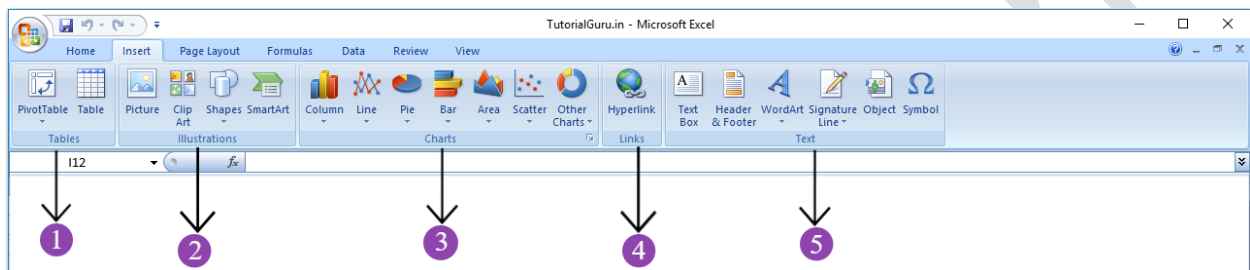 TutorialGuru.in - Microsoft Excel
Home Insert Page Layout Formulas Data Review View
PivotTable Table Picture Clip Art Shapes SmartArt Column Line Pie Bar Area Scatter Other Charts Hyperlink Text Box Header & Footer WordArt Signature Line Object Symbol
Tables Illustrations Charts Links Text
I12 fx
1 2 3 4 5